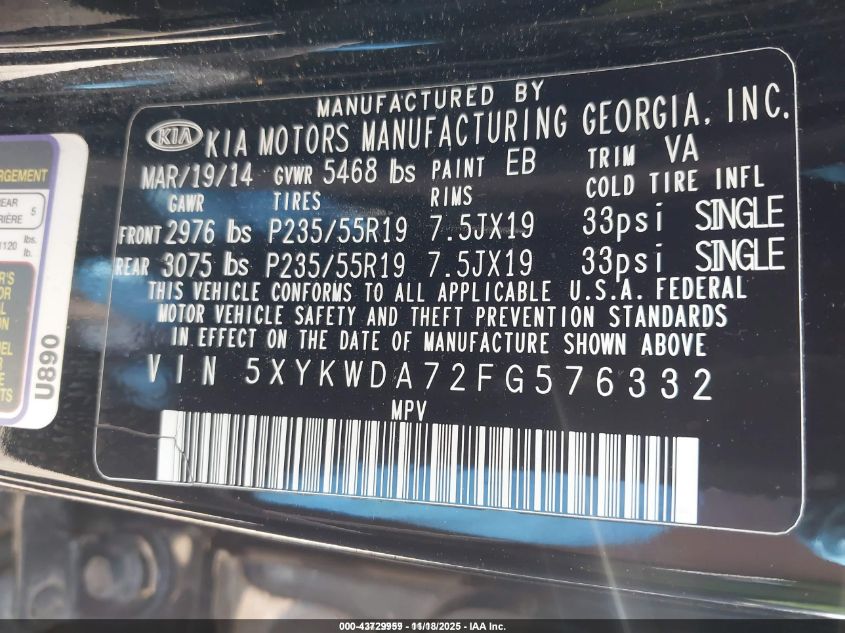 MANUFACTURED BY
KIA KIA MOTORS MANUFACTURING GEORGIA, INC.
MAR/19/14 GVWR 5468 lbs PAINT EB TRIM VA
GAWR TIRES RIMS COLD TIRE INFL
FRONT 2976 lbs P235/55R19 7.5JX19 33psi SINGLE
REAR 3075 lbs P235/55R19 7.5JX19 33psi SINGLE
THIS VEHICLE CONFORMS TO ALL APPLICABLE U.S.A. FEDERAL
MOTOR VEHICLE SAFETY AND THEFT PREVENTION STANDARDS
IN EFFECT ON THE DATE OF MANUFACTURE SHOWN ABOVE
VIN 5XYKWDA72FG576332
MPV
5
lbs.
U890
- IAA Inc.